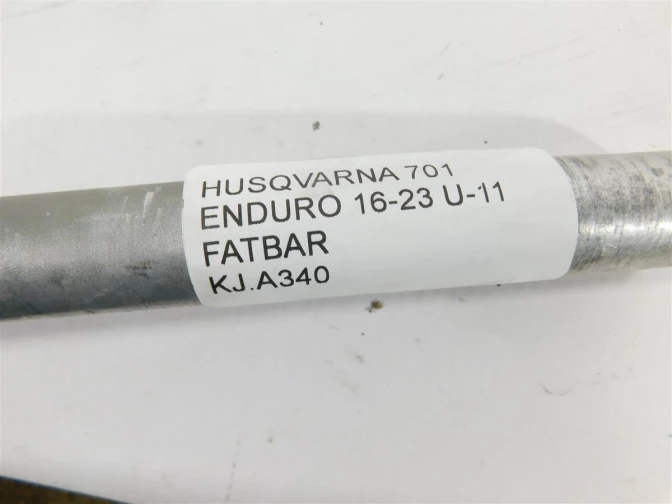 HUSQVARNA 701
ENDURO 16-23 U-11
FATBAR
KJ.A340